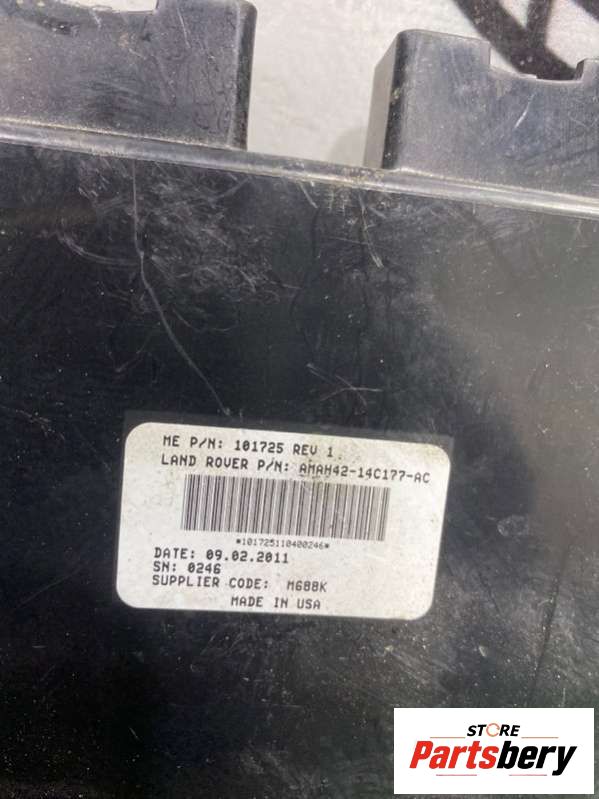 ME P/N: 101725 REV 1
LAND ROVER P/N: AMAH42-14C177-AC
*101725110400246*
DATE: 09.02.2011
SN: 0246
SUPPLIER CODE: M688K
MADE IN USA
STORE
Partsbery